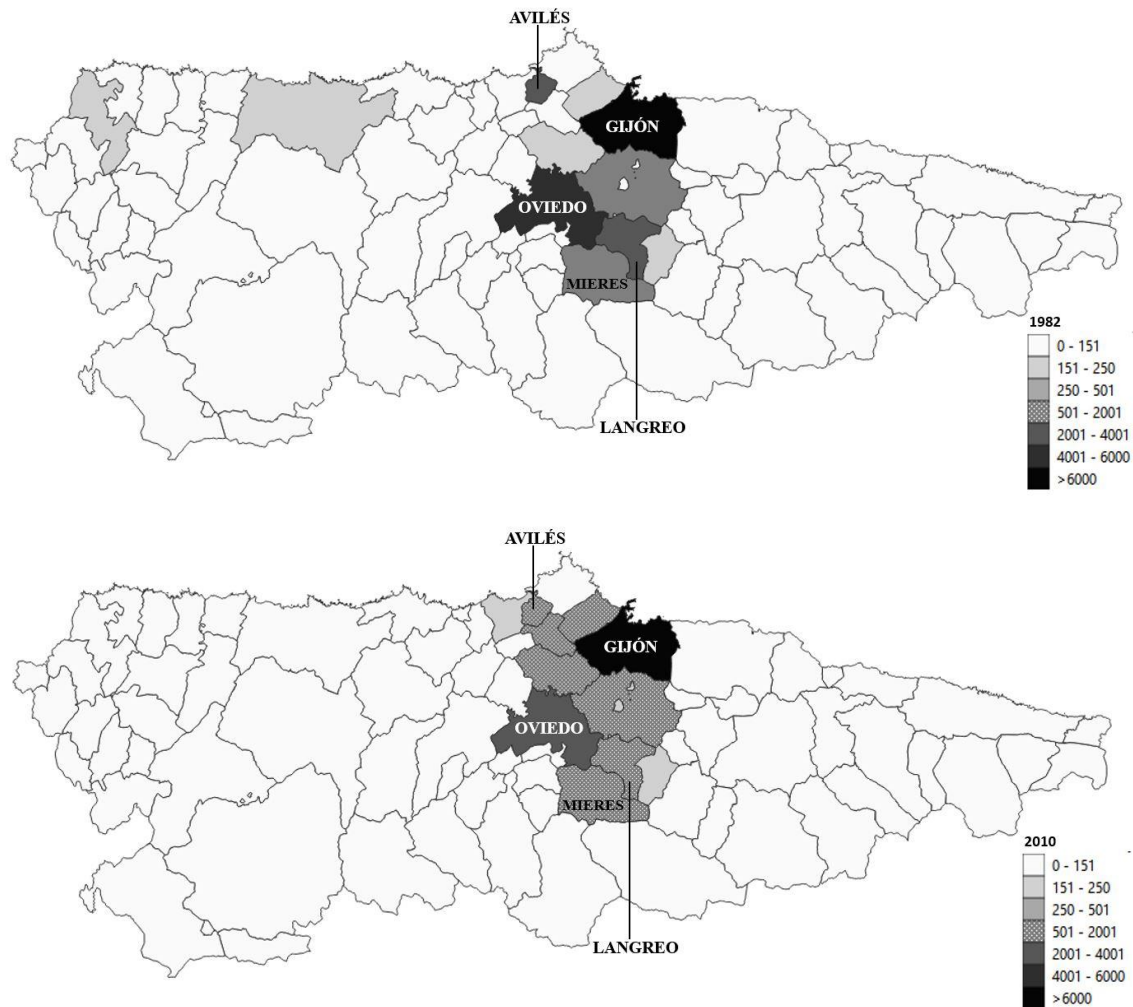 AVILÉS
GIJÓN
OVIEDO
MIERES
LANGREO
1982
0 - 151
151 - 250
250 - 501
501 - 2001
2001 - 4001
4001 - 6000
>6000
AVILÉS
GIJÓN
OVIEDO
MIERES
LANGREO
2010
0 - 151
151 - 250
250 - 501
501 - 2001
2001 - 4001
4001 - 6000
>6000